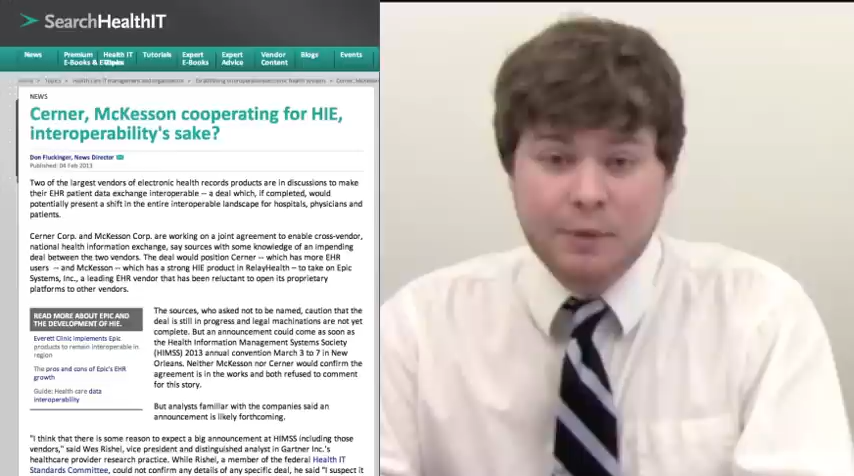 SearchHealthIT
News Premium Health IT Tutorials Expert Expert Vendor Blogs Events
E-Books & E-Books Advice Content
Home > Topics > Health care IT management and organization > Establishing interoperable electronic health systems > Cerner, McKesson
NEWS
Cerner, McKesson cooperating for HIE,
interoperability's sake?
Don Fluckinger, News Director
Published: 04 Feb 2013
Two of the largest vendors of electronic health records products are in discussions to make
their EHR patient data exchange interoperable -- a deal which, if completed, would
potentially present a shift in the entire interoperable landscape for hospitals, physicians and
patients.
Cerner Corp. and McKesson Corp. are working on a joint agreement to enable cross-vendor,
national health information exchange, say sources with some knowledge of an impending
deal between the two vendors. The deal would position Cerner -- which has more EHR
users -- and McKesson -- which has a strong HIE product in RelayHealth -- to take on Epic
Systems, Inc., a leading EHR vendor that has been reluctant to open its proprietary
platforms to other vendors.
READ MORE ABOUT EPIC AND
THE DEVELOPMENT OF HIE.
Everett Clinic implements Epic
products to remain interoperable in
region
The pros and cons of Epic's EHR
growth
Guide: Health care data
interoperability
The sources, who asked not to be named, caution that the
deal is still in progress and legal machinations are not yet
complete. But an announcement could come as soon as
the Health Information Management Systems Society
(HIMSS) 2013 annual convention March 3 to 7 in New
Orleans. Neither McKesson nor Cerner would confirm the
agreement is in the works and both refused to comment
for this story.
But analysts familiar with the companies said an
announcement is likely forthcoming.
"I think that there is some reason to expect a big announcement at HIMSS including those
vendors," said Wes Rishel, vice president and distinguished analyst in Gartner Inc.'s
healthcare provider research practice. While Rishel, a member of the federal Health IT
Standards Committee, could not confirm any details of any specific deal, he said "I suspect it